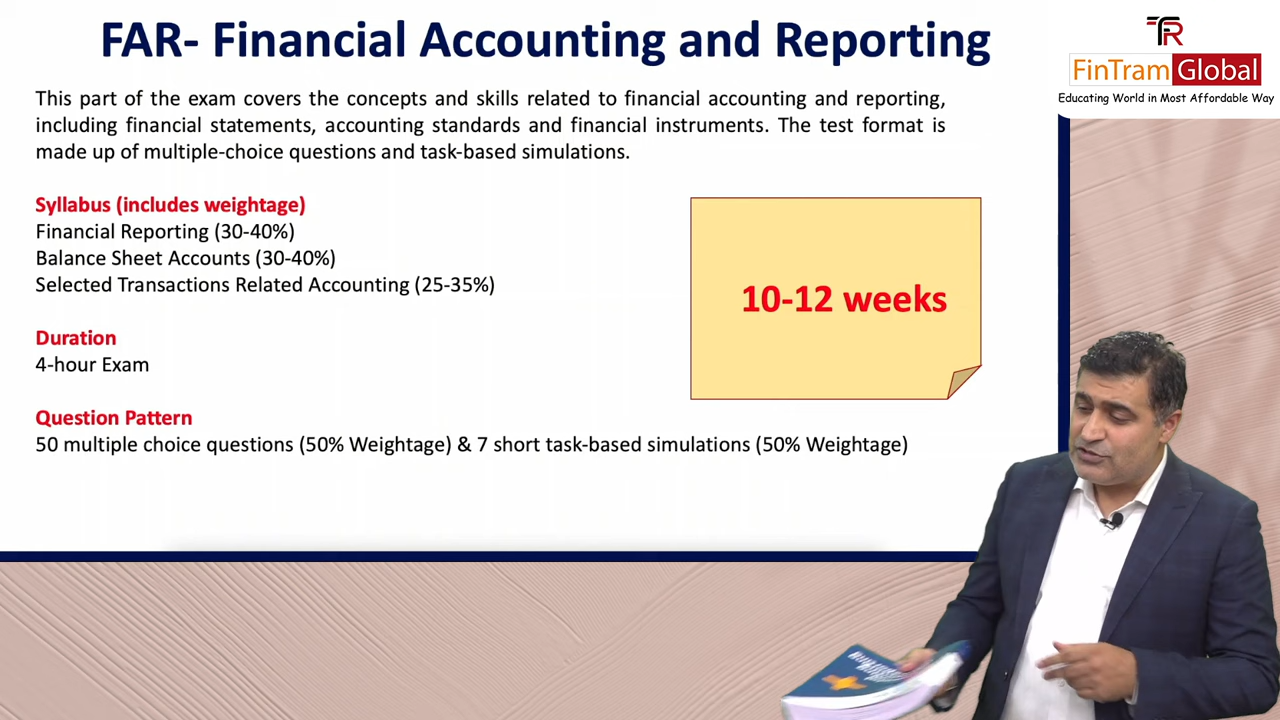 FAR- Financial Accounting and Reporting
This part of the exam covers the concepts and skills related to financial accounting and reporting,
including financial statements, accounting standards and financial instruments. The test format is
made up of multiple-choice questions and task-based simulations.
Syllabus (includes weightage)
Financial Reporting (30-40%)
Balance Sheet Accounts (30-40%)
Selected Transactions Related Accounting (25-35%)
Duration
4-hour Exam
Question Pattern
50 multiple choice questions (50% Weightage) & 7 short task-based simulations (50% Weightage)
10-12 weeks
FinTram Global
Educating World in Most Affordable Way